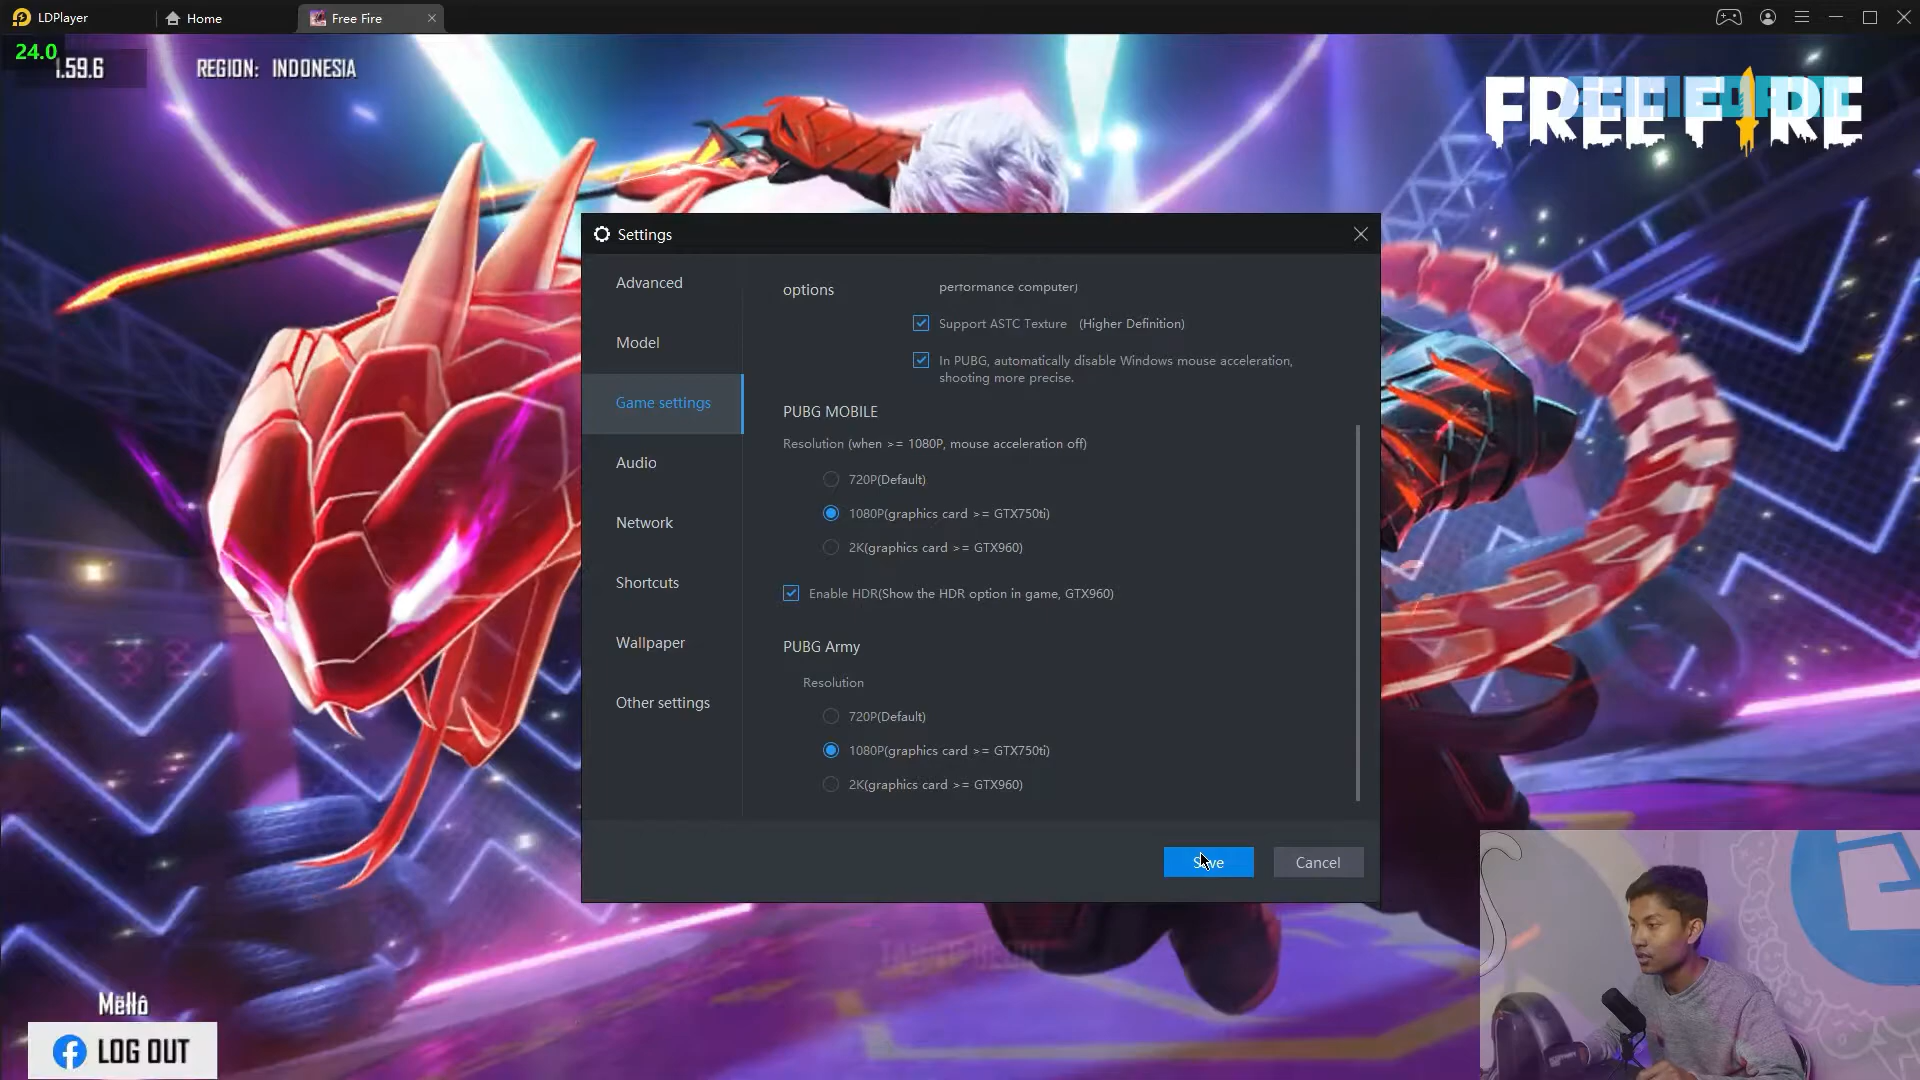 LDPlayer
Home
Free Fire
24.0
1.59.6
REGION: INDONESIA
FREE FIRE
Settings
Advanced
Model
Game settings
Audio
Network
Shortcuts
Wallpaper
Other settings
options
performance computer)
Support ASTC Texture (Higher Definition)
In PUBG, automatically disable Windows mouse acceleration,
shooting more precise.
PUBG MOBILE
Resolution (when >= 1080P, mouse acceleration off)
720P(Default)
1080P(graphics card >= GTX750ti)
2K(graphics card >= GTX960)
Enable HDR(Show the HDR option in game, GTX960)
PUBG Army
Resolution
720P(Default)
1080P(graphics card >= GTX750ti)
2K(graphics card >= GTX960)
Save
Cancel
LOG OUT